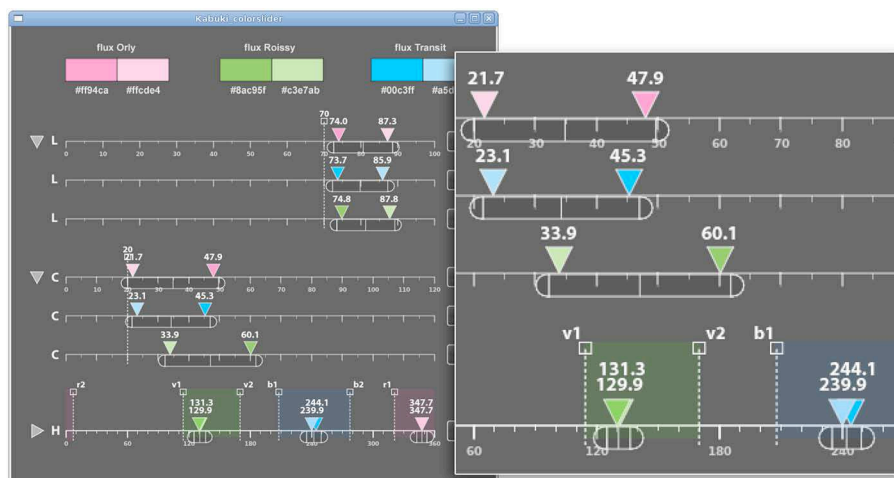 Kabuki-colorslider
flux Orly
flux Roissy
flux Transit
#ff94ca #ffcde4
#8ac95f #c3e7ab
#00c3ff #a5d
70
74.0 87.3
L
0 10 20 30 40 50 60 70 80 90 100
73.7 85.9
L
74.8 87.8
L
20
21.7 47.9
C
0 10 20 30 40 50 60 70 80 90 100 110 120
23.1 45.3
C
33.9 60.1
C
r2 v1 v2 b1 b2 r1
131.3 244.1 347.7
129.9 239.9 347.7
H
0 60 120 180 240 300 360
21.7 47.9
20 30 40 50 60 70 80
23.1 45.3
33.9 60.1
v1 v2 b1
131.3 244.1
129.9 239.9
60 120 180 240